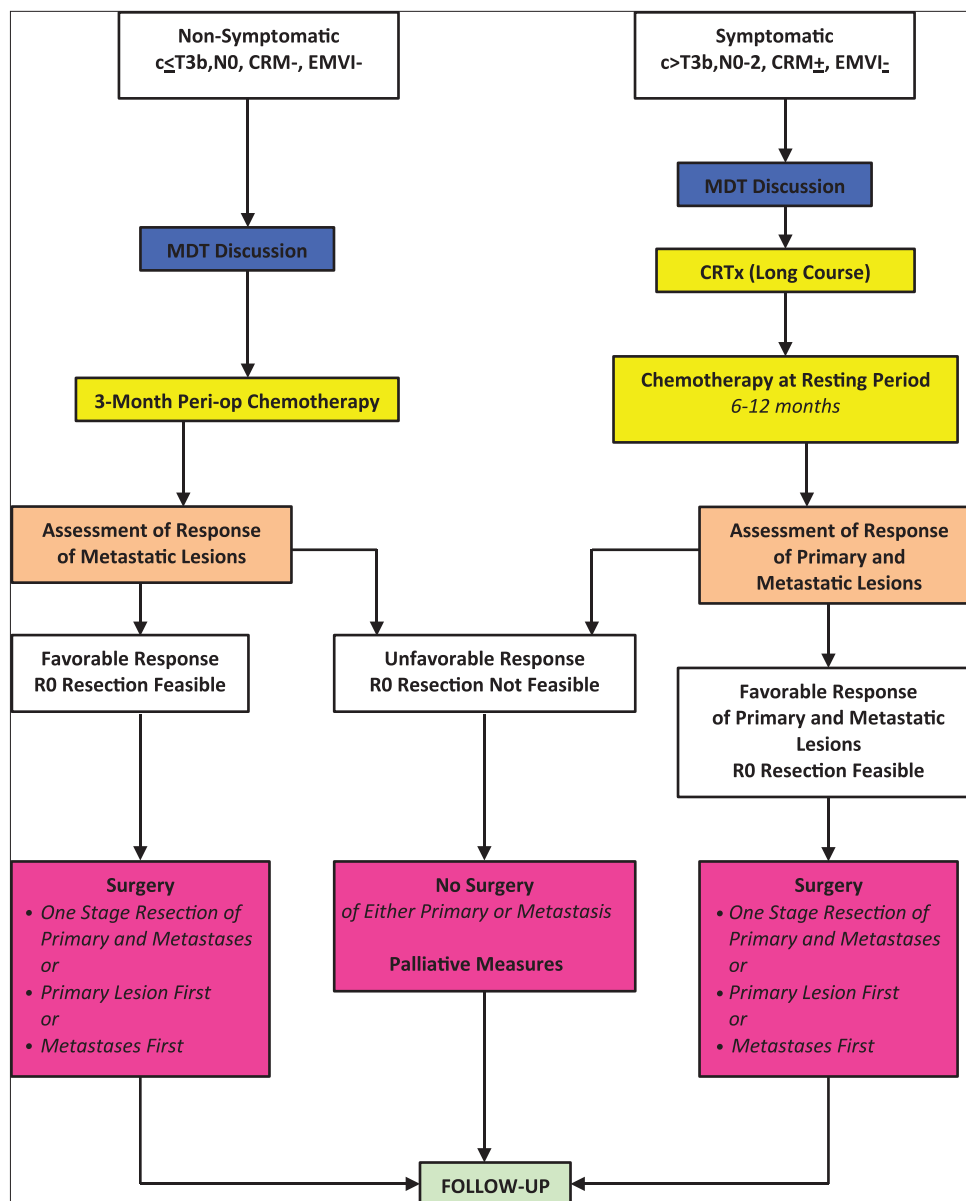 Non-Symptomatic
c≤T3b,N0, CRM-, EMVI-
Symptomatic
c>T3b,N0-2, CRM±, EMVI-
MDT Discussion
MDT Discussion
CRTx (Long Course)
3-Month Peri-op Chemotherapy
Chemotherapy at Resting Period
6-12 months
Assessment of Response
of Metastatic Lesions
Assessment of Response
of Primary and
Metastatic Lesions
Favorable Response
R0 Resection Feasible
Unfavorable Response
R0 Resection Not Feasible
Favorable Response
of Primary and Metastatic
Lesions
R0 Resection Feasible
Surgery
• One Stage Resection of
Primary and Metastases
or
• Primary Lesion First
or
• Metastases First
No Surgery
of Either Primary or Metastasis
Palliative Measures
Surgery
• One Stage Resection of
Primary and Metastases
or
• Primary Lesion First
or
• Metastases First
FOLLOW-UP